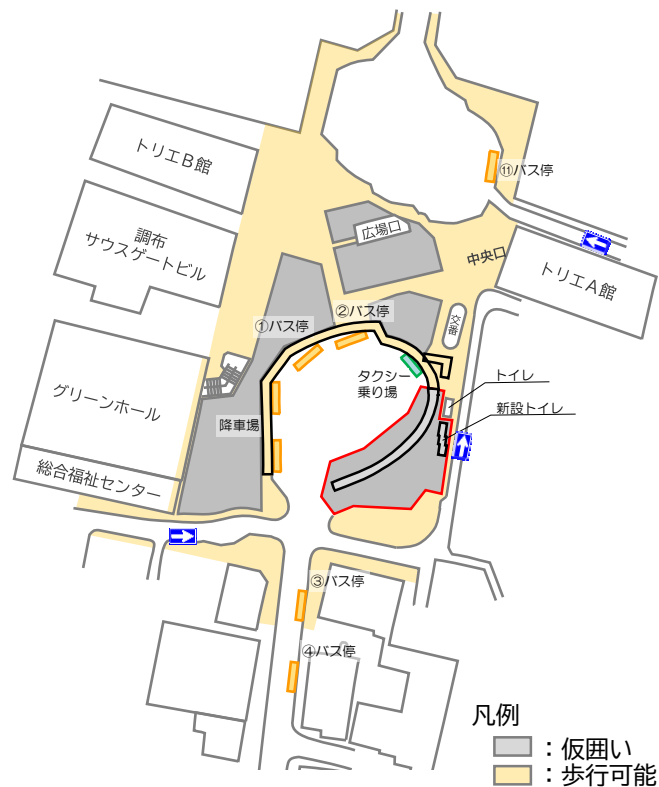 トリエB館
⑪バス停
広場口
調布
サウスゲートビル
中央口
トリエA館
②バス停
①バス停
交番
タクシー
乗り場
トイレ
グリーンホール
新設トイレ
降車場
総合福祉センター
③バス停
④バス停
凡例
：仮囲い
：歩行可能